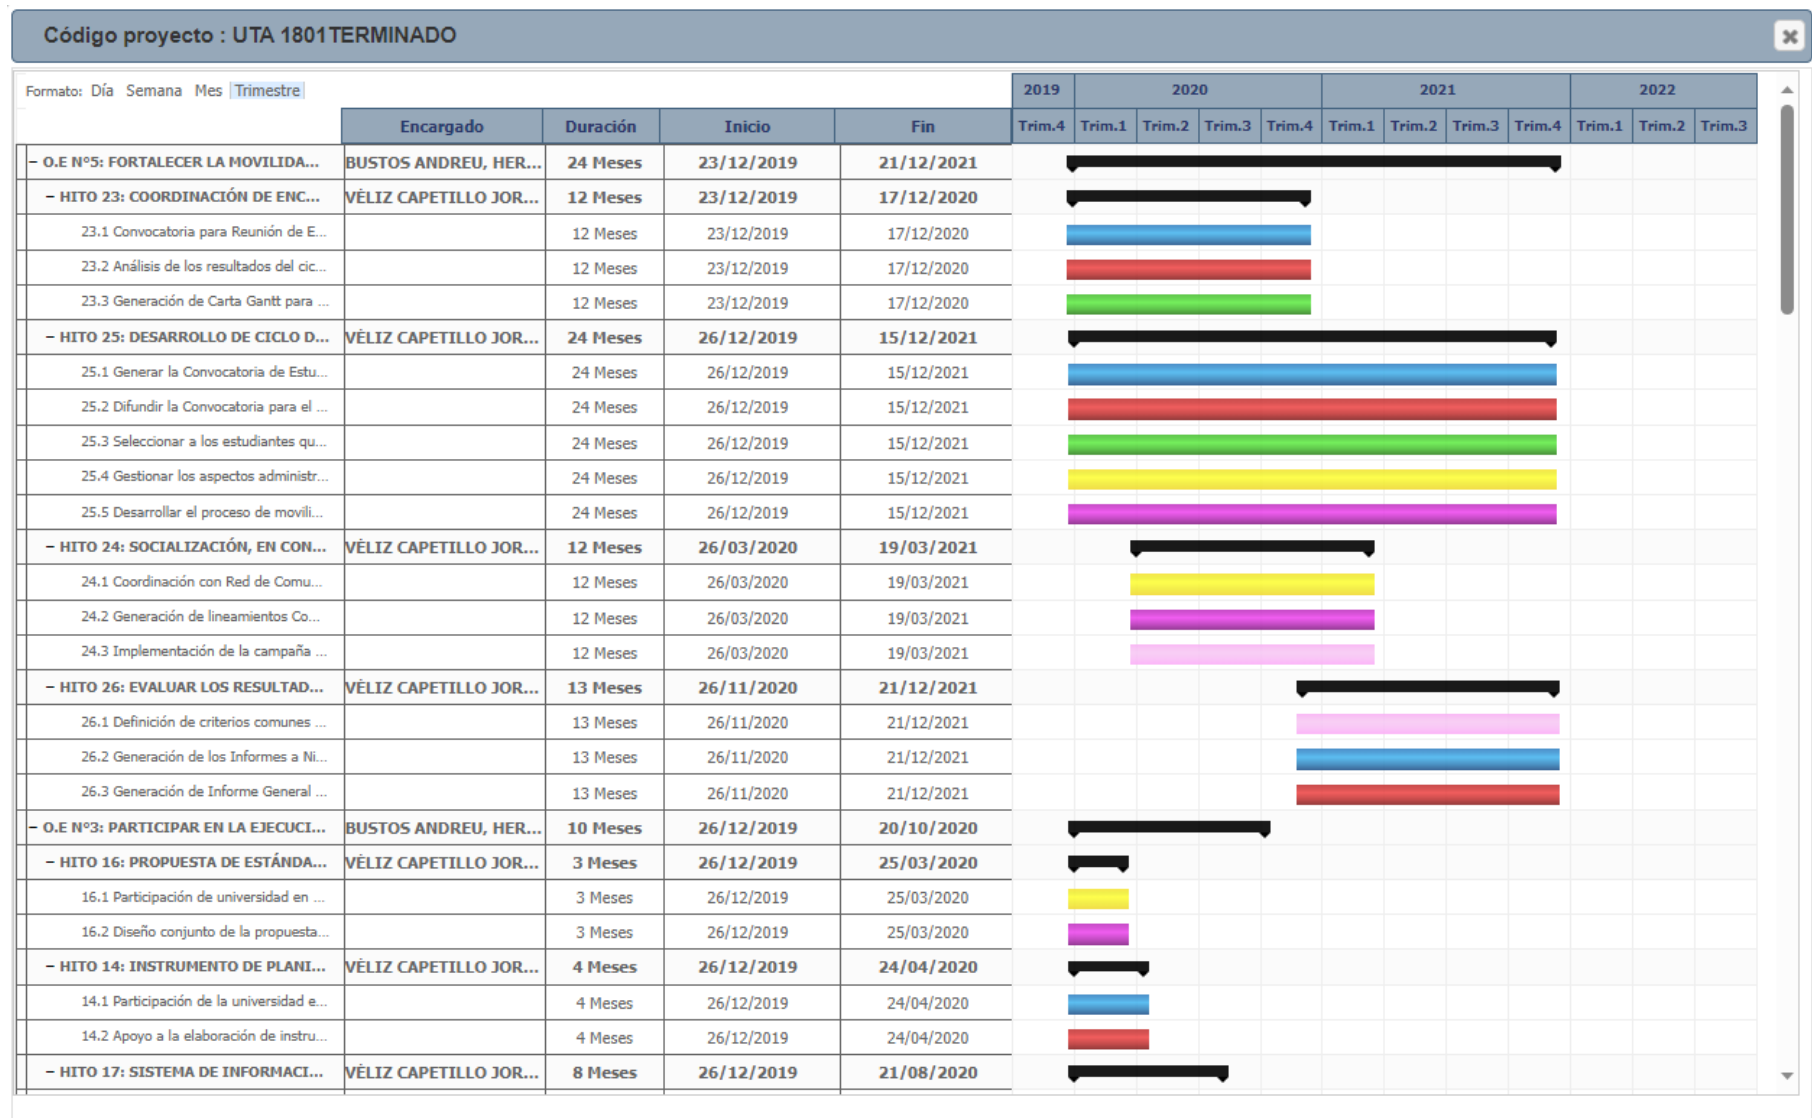 Código proyecto : UTA 1801TERMINADO
Formato: Día Semana Mes Trimestre
2019 2020 2021 2022
Encargado Duración Inicio Fin Trim.4 Trim.1 Trim.2 Trim.3 Trim.4 Trim.1 Trim.2 Trim.3 Trim.4 Trim.1 Trim.2 Trim.3
− O.E Nº5: FORTALECER LA MOVILIDA... BUSTOS ANDREU, HER... 24 Meses 23/12/2019 21/12/2021
− HITO 23: COORDINACIÓN DE ENC... VÉLIZ CAPETILLO JOR... 12 Meses 23/12/2019 17/12/2020
23.1 Convocatoria para Reunión de E... 12 Meses 23/12/2019 17/12/2020
23.2 Análisis de los resultados del cic... 12 Meses 23/12/2019 17/12/2020
23.3 Generación de Carta Gantt para ... 12 Meses 23/12/2019 17/12/2020
− HITO 25: DESARROLLO DE CICLO D... VÉLIZ CAPETILLO JOR... 24 Meses 26/12/2019 15/12/2021
25.1 Generar la Convocatoria de Estu... 24 Meses 26/12/2019 15/12/2021
25.2 Difundir la Convocatoria para el ... 24 Meses 26/12/2019 15/12/2021
25.3 Seleccionar a los estudiantes qu... 24 Meses 26/12/2019 15/12/2021
25.4 Gestionar los aspectos administr... 24 Meses 26/12/2019 15/12/2021
25.5 Desarrollar el proceso de movili... 24 Meses 26/12/2019 15/12/2021
− HITO 24: SOCIALIZACIÓN, EN CON... VÉLIZ CAPETILLO JOR... 12 Meses 26/03/2020 19/03/2021
24.1 Coordinación con Red de Comu... 12 Meses 26/03/2020 19/03/2021
24.2 Generación de lineamientos Co... 12 Meses 26/03/2020 19/03/2021
24.3 Implementación de la campaña ... 12 Meses 26/03/2020 19/03/2021
− HITO 26: EVALUAR LOS RESULTAD... VÉLIZ CAPETILLO JOR... 13 Meses 26/11/2020 21/12/2021
26.1 Definición de criterios comunes ... 13 Meses 26/11/2020 21/12/2021
26.2 Generación de los Informes a Ni... 13 Meses 26/11/2020 21/12/2021
26.3 Generación de Informe General ... 13 Meses 26/11/2020 21/12/2021
− O.E Nº3: PARTICIPAR EN LA EJECUCI... BUSTOS ANDREU, HER... 10 Meses 26/12/2019 20/10/2020
− HITO 16: PROPUESTA DE ESTÁNDA... VÉLIZ CAPETILLO JOR... 3 Meses 26/12/2019 25/03/2020
16.1 Participación de universidad en ... 3 Meses 26/12/2019 25/03/2020
16.2 Diseño conjunto de la propuesta... 3 Meses 26/12/2019 25/03/2020
− HITO 14: INSTRUMENTO DE PLANI... VÉLIZ CAPETILLO JOR... 4 Meses 26/12/2019 24/04/2020
14.1 Participación de la universidad e... 4 Meses 26/12/2019 24/04/2020
14.2 Apoyo a la elaboración de instru... 4 Meses 26/12/2019 24/04/2020
− HITO 17: SISTEMA DE INFORMACI... VÉLIZ CAPETILLO JOR... 8 Meses 26/12/2019 21/08/2020